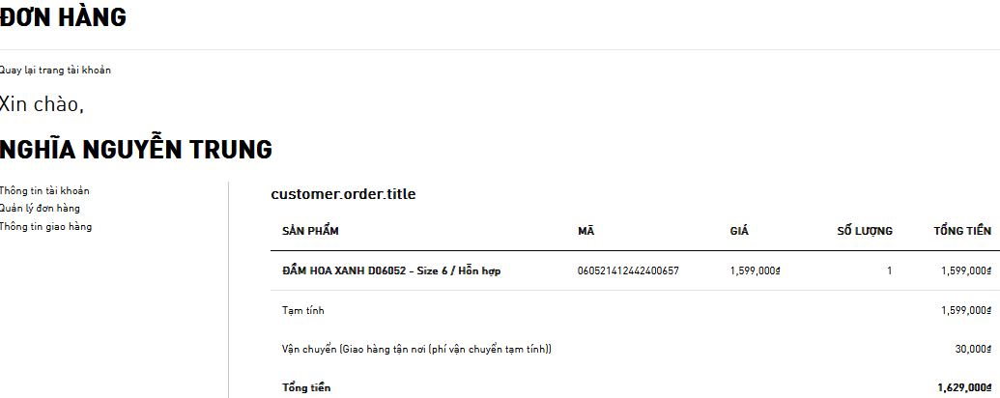 ĐƠN HÀNG
Quay lại trang tài khoản
Xin chào,
NGHĨA NGUYỄN TRUNG
Thông tin tài khoản
Quản lý đơn hàng
Thông tin giao hàng
customer.order.title
SẢN PHẨM MÃ GIÁ SỐ LƯỢNG TỔNG TIỀN
ĐẦM HOA XANH D06052 - Size 6 / Hỗn hợp 060521412442400657 1,599,000₫ 1 1,599,000₫
Tạm tính 1,599,000₫
Vận chuyển (Giao hàng tận nơi (phí vận chuyển tạm tính)) 30,000₫
Tổng tiền 1,629,000₫